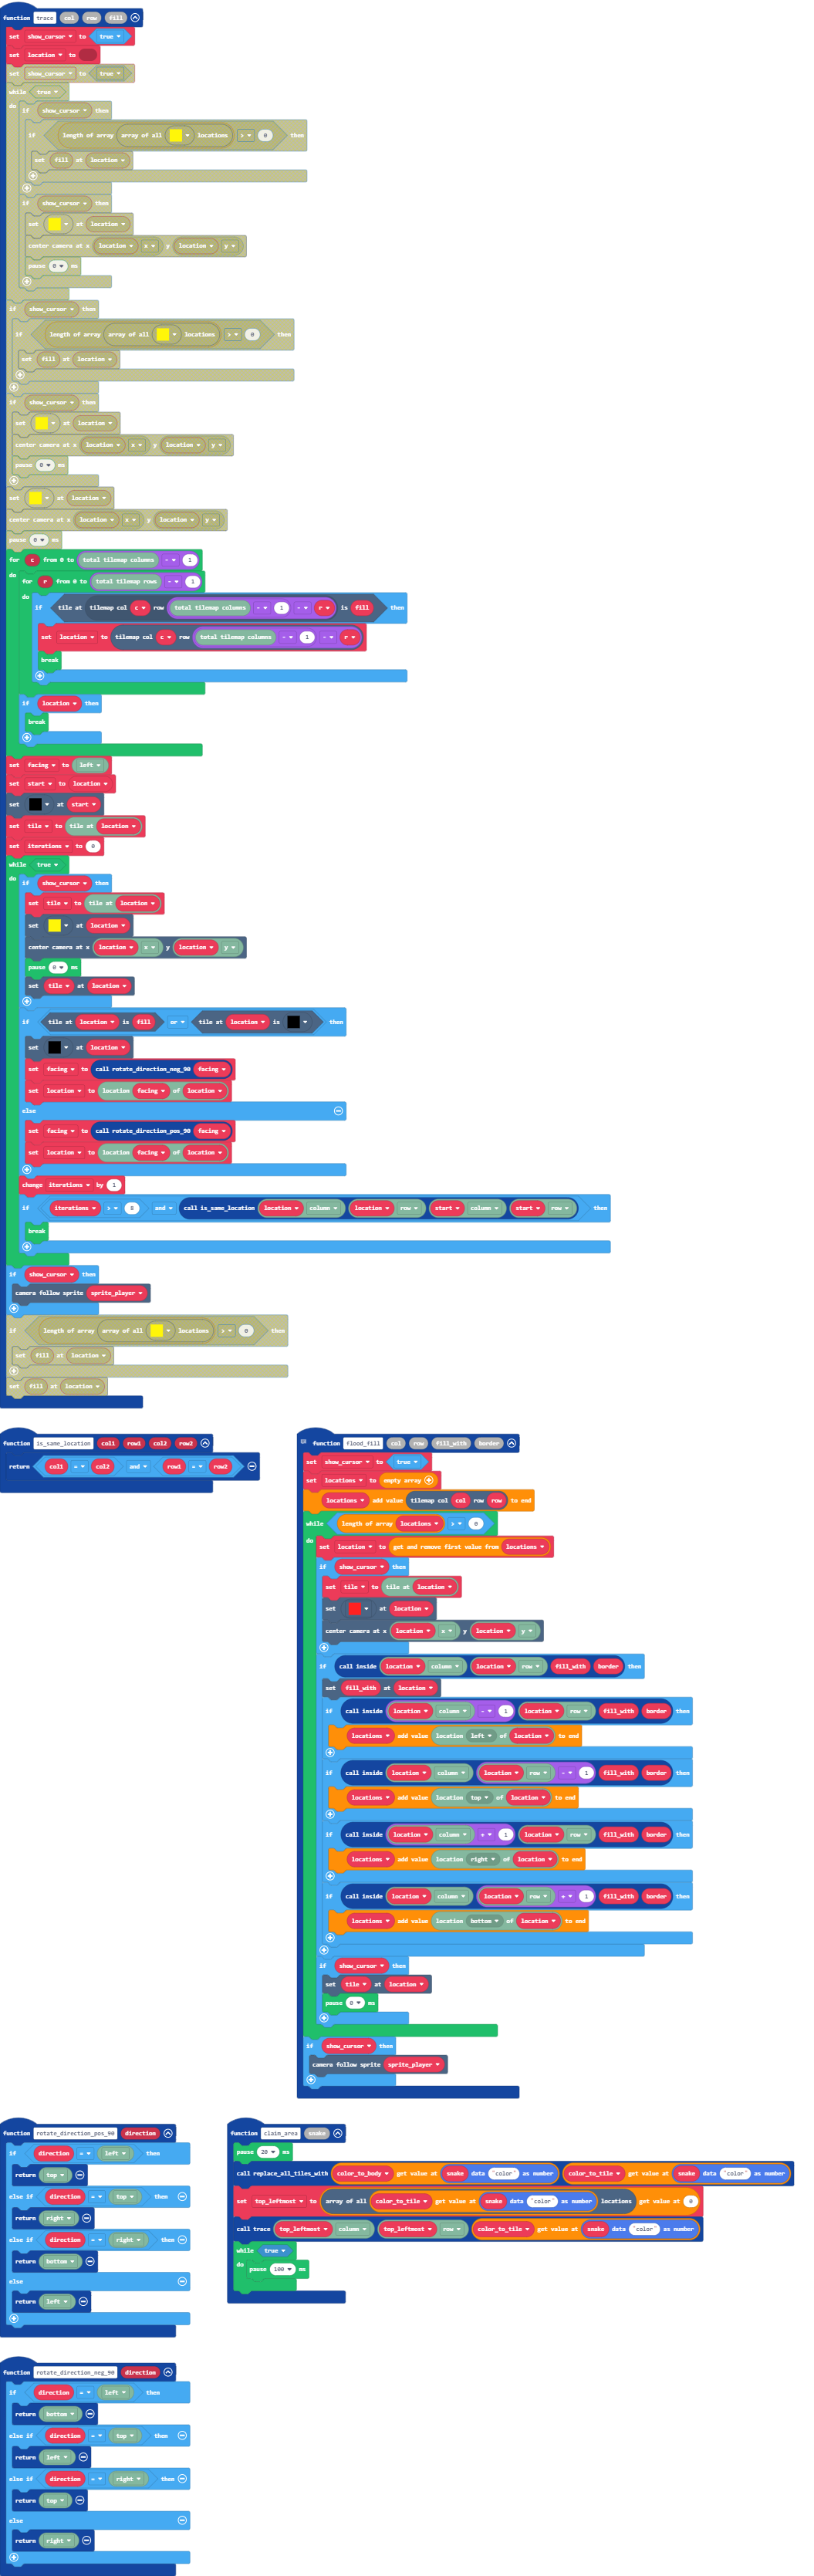 function trace col row fill
set show_cursor to true
set location to
set show_cursor to true
while true
do
if show_cursor then
if length of array array of all locations > 0 then
set fill at location
if show_cursor then
set at location
center camera at x location x y location y
pause 0 ms
if show_cursor then
if length of array array of all locations > 0 then
set fill at location
if show_cursor then
set at location
center camera at x location x y location y
pause 0 ms
set at location
center camera at x location x y location y
pause 0 ms
for c from 0 to total tilemap columns - 1
do for r from 0 to total tilemap rows - 1
do if tile at tilemap col c row total tilemap columns - 1 - r is fill then
set location to tilemap col c row total tilemap columns - 1 - r
break
if location then
break
set facing to left
set start to location
set at start
set tile to tile at location
set iterations to 0
while true
do if show_cursor then
set tile to tile at location
set at location
center camera at x location x y location y
pause 0 ms
set tile at location
if tile at location is fill or tile at location is then
set at location
set facing to call rotate_direction_neg_90 facing
set location to location facing of location
else
set facing to call rotate_direction_pos_90 facing
set location to location facing of location
change iterations by 1
if iterations > 8 and call is_same_location location column location row start column start row then
break
if show_cursor then
camera follow sprite sprite_player
if length of array array of all locations > 0 then
set fill at location
set fill at location
function is_same_location col1 row1 col2 row2
return col1 = col2 and row1 = row2
function flood_fill col row fill_with border
set show_cursor to true
set locations to empty array
locations add value tilemap col col row row to end
while length of array locations > 0
do set location to get and remove first value from locations
if show_cursor then
set tile to tile at location
set at location
center camera at x location x y location y
if call inside location column location row fill_with border then
set fill_with at location
if call inside location column - 1 location row fill_with border then
locations add value location left of location to end
if call inside location column location row - 1 fill_with border then
locations add value location top of location to end
if call inside location column + 1 location row fill_with border then
locations add value location right of location to end
if call inside location column location row + 1 fill_with border then
locations add value location bottom of location to end
if show_cursor then
set tile at location
pause 0 ms
if show_cursor then
camera follow sprite sprite_player
function rotate_direction_pos_90 direction
if direction = left then
return top
else if direction = top then
return right
else if direction = right then
return bottom
else
return left
function claim_area snake
pause 20 ms
call replace_all_tiles_with color_to_body get value at snake data "color" as number color_to_tile get value at snake data "color" as number
set top_leftmost to array of all color_to_tile get value at snake data "color" as number locations get value at 0
call trace top_leftmost column top_leftmost row color_to_tile get value at snake data "color" as number
while true
do pause 100 ms
function rotate_direction_neg_90 direction
if direction = left then
return bottom
else if direction = top then
return left
else if direction = right then
return top
else
return right